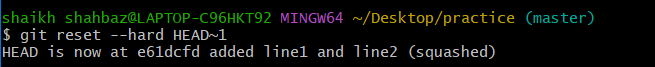 shaikh shahbaz@LAPTOP-C96HKT92 MINGW64 ~/Desktop/practice (master)
$ git reset --hard HEAD~1
HEAD is now at e61dcfd added line1 and line2 (squashed)